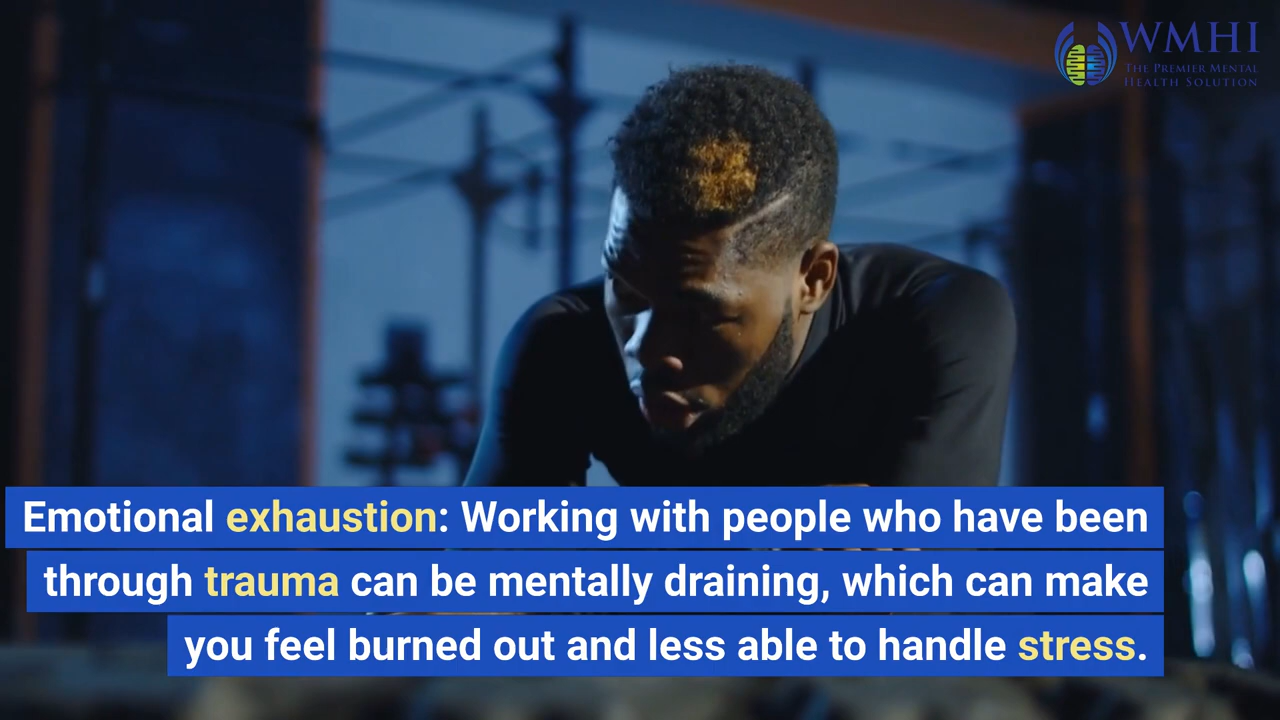 WMHI
THE PREMIER MENTAL
HEALTH SOLUTION
Emotional exhaustion: Working with people who have been
through trauma can be mentally draining, which can make
you feel burned out and less able to handle stress.